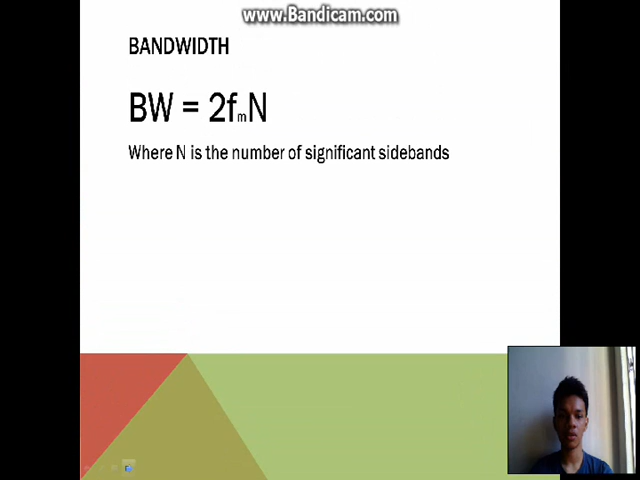 www.Bandicam.com
BANDWIDTH
BW = 2fmN
Where N is the number of significant sidebands